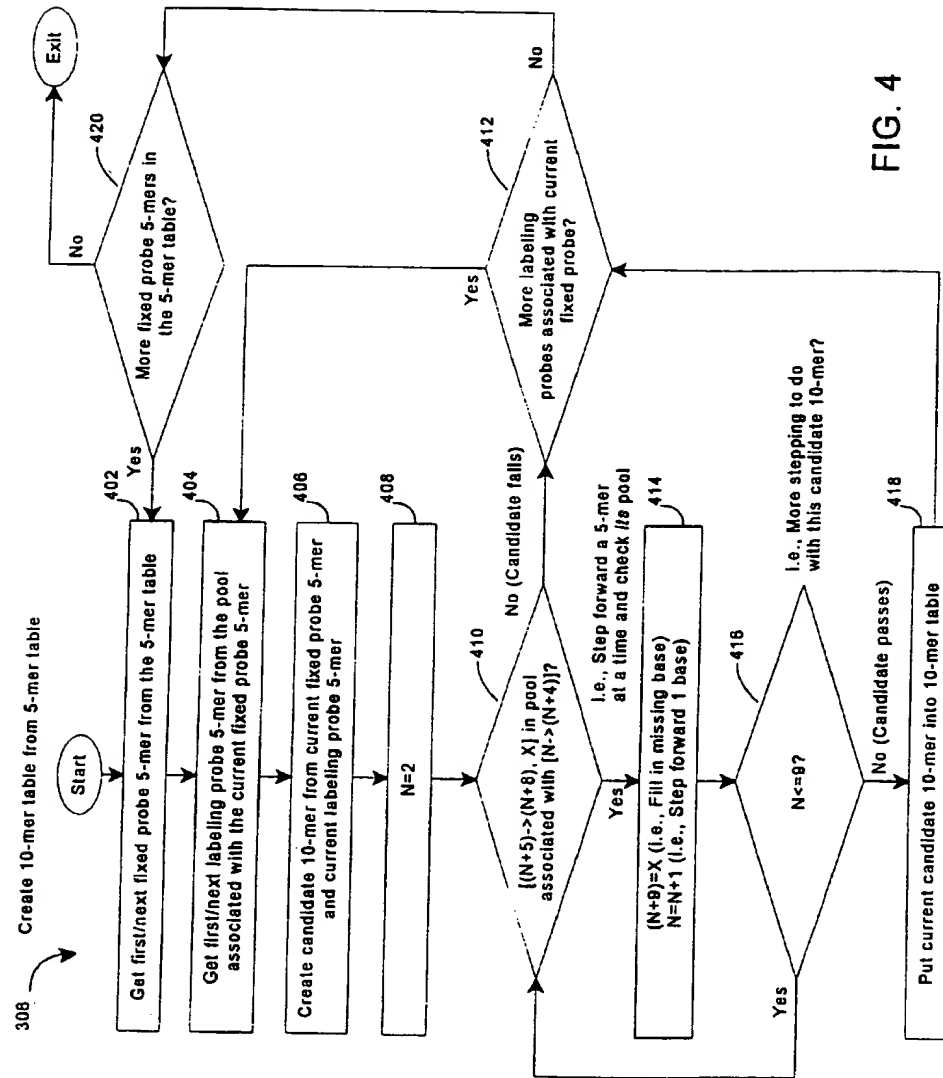 308
Create 10-mer table from 5-mer table
Start
402
Get first/next fixed probe 5-mer from the 5-mer table
404
Get first/next labeling probe 5-mer from the pool
associated with the current fixed probe 5-mer
406
Create candidate 10-mer from current fixed probe 5-mer
and current labeling probe 5-mer
408
N=2
410
[((N+5)->(N+8), X] in pool
associated with [N->(N+4)]?
No (Candidate fails)
Yes
i.e., Step forward a 5-mer
at a time and check its pool
414
(N+9)=X (i.e., Fill in missing base)
N=N+1 (i.e., Step forward 1 base)
416
N<=9?
i.e., More stepping to do
with this candidate 10-mer?
Yes
No (Candidate passes)
418
Put current candidate 10-mer into 10-mer table
412
More labeling
probes associated with current
fixed probe?
Yes
No
420
More fixed probe 5-mers in
the 5-mer table?
Yes
No
Exit
FIG. 4